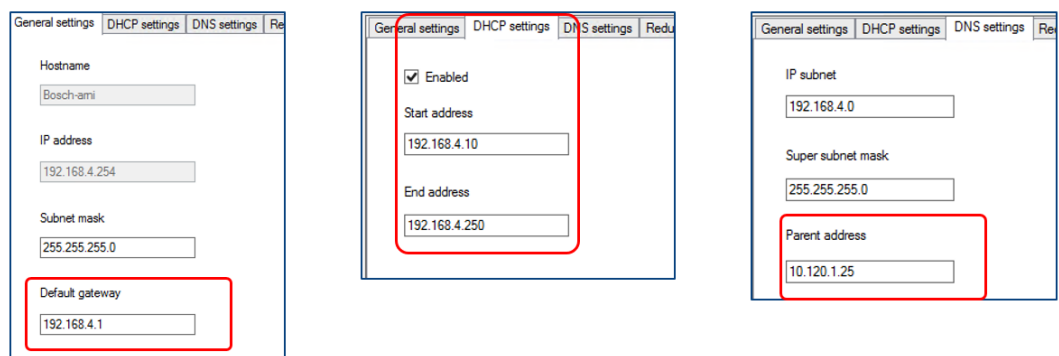 General settings DHCP settings DNS settings Re
Hostname
Bosch-ami
IP address
192.168.4.254
Subnet mask
255.255.255.0
Default gateway
192.168.4.1
General settings DHCP settings DNS settings Redu
Enabled
Start address
192.168.4.10
End address
192.168.4.250
General settings DHCP settings DNS settings Re
IP subnet
192.168.4.0
Super subnet mask
255.255.255.0
Parent address
10.120.1.25